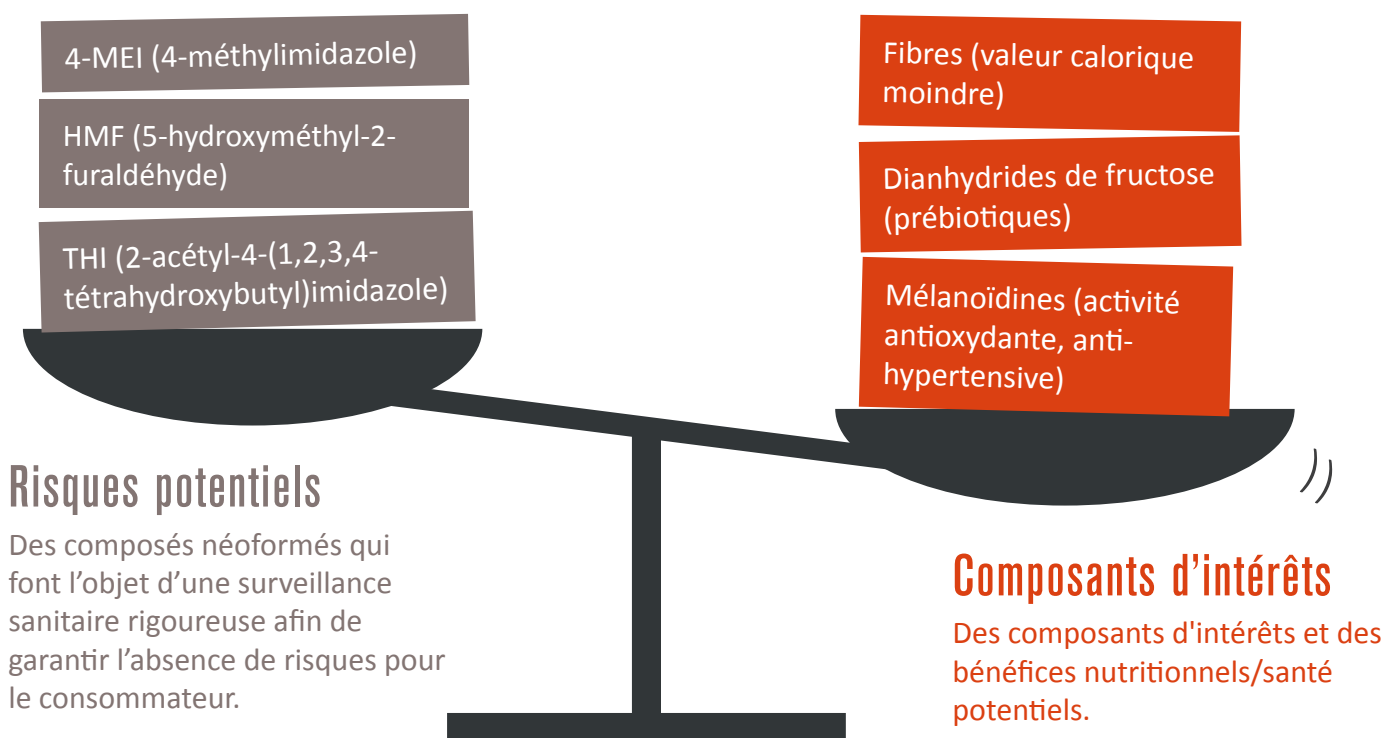 4-MEI (4-méthylimidazole)
HMF (5-hydroxyméthyl-2-
furaldéhyde)
THI (2-acétyl-4-(1,2,3,4-
tétrahydroxybutyl)imidazole)
Risques potentiels
Des composés néoformés qui
font l’objet d’une surveillance
sanitaire rigoureuse afin de
garantir l’absence de risques pour
le consommateur.
Fibres (valeur calorique
moindre)
Dianhydrides de fructose
(prébiotiques)
Mélanoïdines (activité
antioxydante, anti-
hypertensive)
Composants d’intérêts
Des composants d'intérêts et des
bénéfices nutritionnels/santé
potentiels.